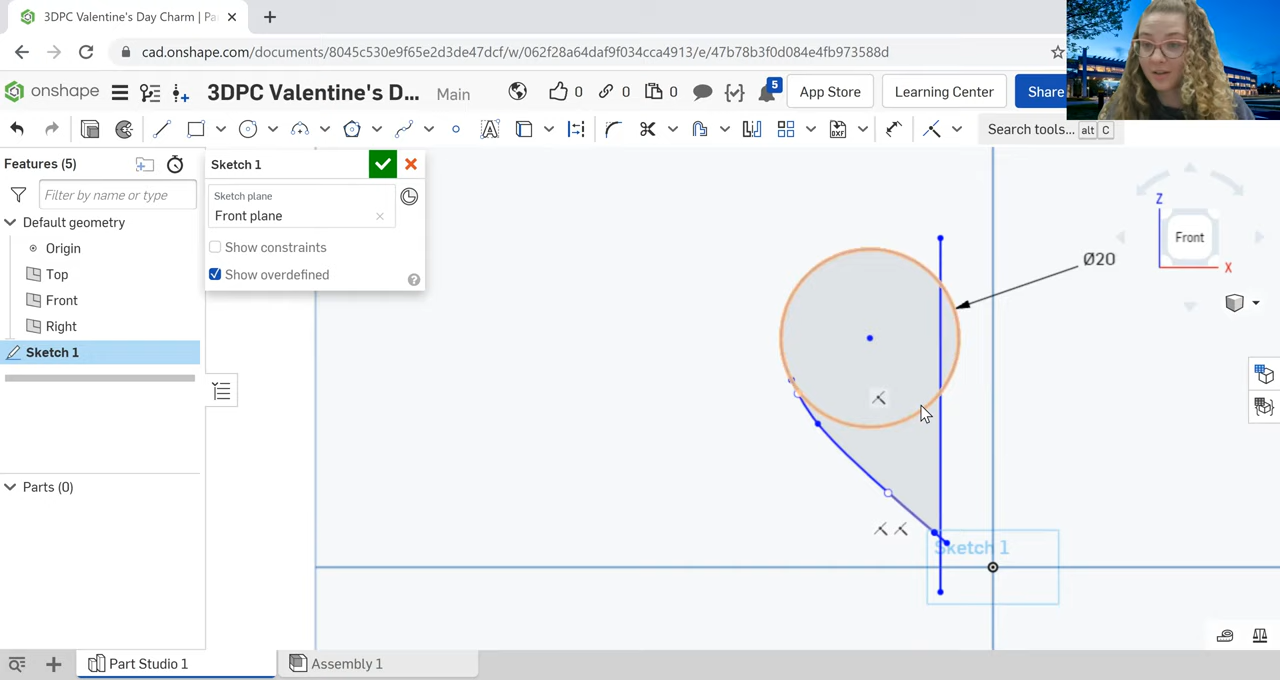 3DPC Valentine's Day Charm | Pa
cad.onshape.com/documents/8045c530e9f65e2d3de47dcf/w/062f28a64daf9f034cca4913/e/47b78b3f0d084e4fb973588d
onshape
3DPC Valentine's D... Main
0
0
0
5
App Store
Learning Center
Share
Search tools... alt C
Features (5)
Filter by name or type
Default geometry
Origin
Top
Front
Right
Sketch 1
Parts (0)
Sketch 1
Sketch plane
Front plane
Show constraints
Show overdefined
Ø20
Sketch 1
Z
Front
X
Part Studio 1
Assembly 1